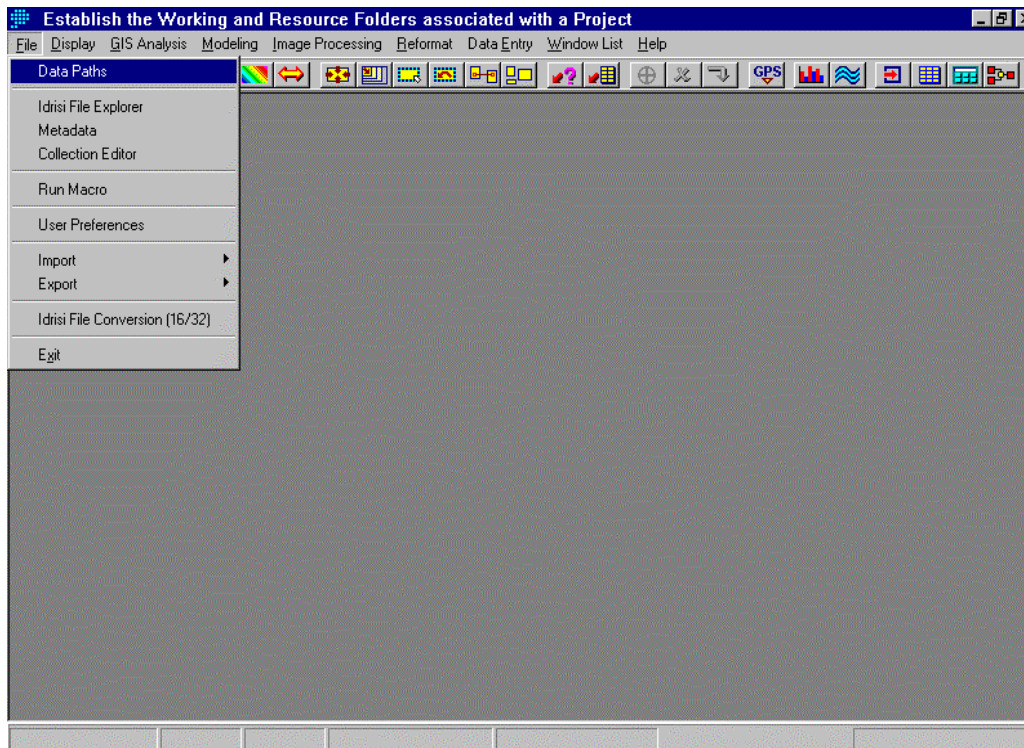 Establish the Working and Resource Folders associated with a Project
File Display GIS Analysis Modeling Image Processing Reformat Data Entry Window List Help
GPS
Data Paths
Idrisi File Explorer
Metadata
Collection Editor
Run Macro
User Preferences
Import
Export
Idrisi File Conversion (16/32)
Exit